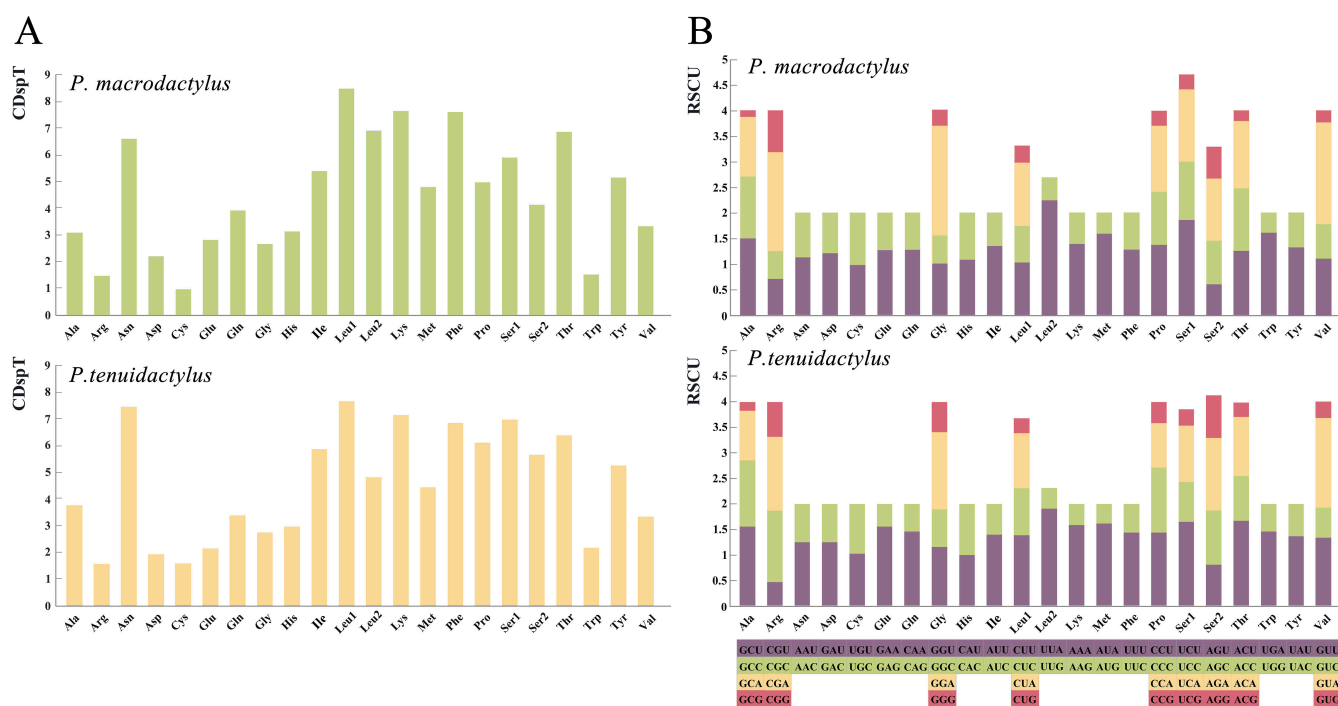 A
P. macrodactylus
CDspT
9
8
7
6
5
4
3
2
1
0
Ala Arg Asn Asp Cys Glu Gln Gly His Ile Leu1 Leu2 Lys Met Phe Pro Ser1 Ser2 Thr Trp Tyr Val
P.tenuidactylus
CDspT
9
8
7
6
5
4
3
2
1
0
Ala Arg Asn Asp Cys Glu Gln Gly His Ile Leu1 Leu2 Lys Met Phe Pro Ser1 Ser2 Thr Trp Tyr Val
B
P. macrodactylus
RSCU
5
4.5
4
3.5
3
2.5
2
1.5
1
0.5
0
Ala Arg Asn Asp Cys Glu Gln Gly His Ile Leu1 Leu2 Lys Met Phe Pro Ser1 Ser2 Thr Trp Tyr Val
P.tenuidactylus
RSCU
5
4.5
4
3.5
3
2.5
2
1.5
1
0.5
0
Ala Arg Asn Asp Cys Glu Gln Gly His Ile Leu1 Leu2 Lys Met Phe Pro Ser1 Ser2 Thr Trp Tyr Val
GCU CGU AAU GAU UGU GAA CAA GGU CAU AUU CUU UUA AAA AUA UUU CCU UCU AGU ACU UGA UAU GUU
GCC CGC AAC GAC UGC GAG CAG GGC CAC AUC CUC UUG AAG AUG UUC CCC UCC AGC ACC UGG UAC GUC
GCA CGA GGA CUA CCA UCA AGA ACA GUA
GCG CGG GGG CUG CCG UCG AGG ACG GUG